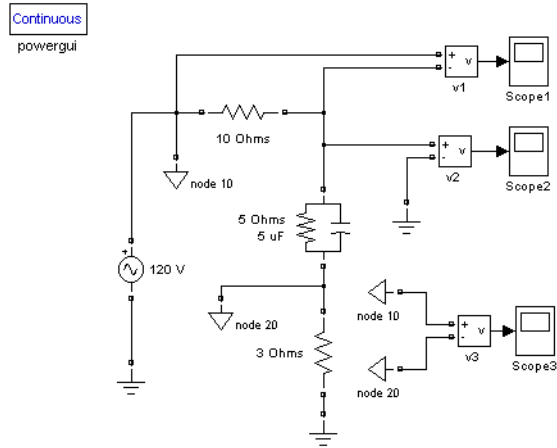 Continuous
powergui
+
-
v
v1
Scope1
10 Ohms
node 10
+
-
v
v2
Scope2
5 Ohms
5 uF
+
120 V
node 20
3 Ohms
node 10
node 20
+
-
v
v3
Scope3